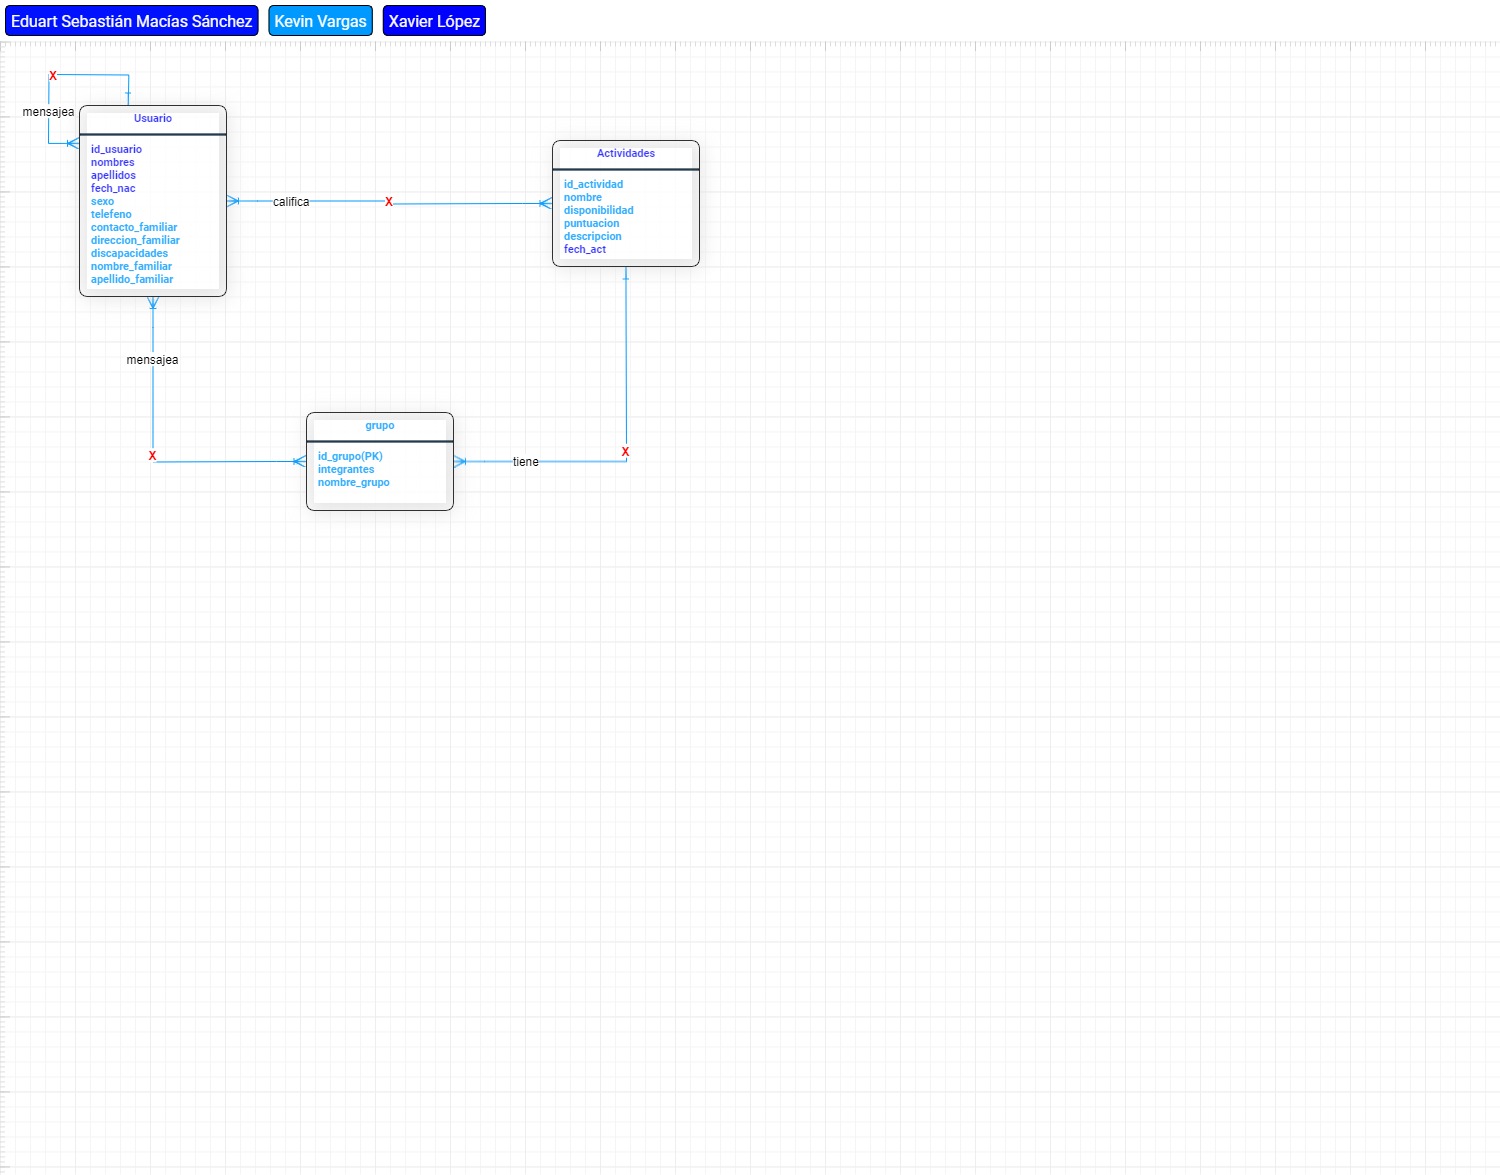 Eduart Sebastián Macías Sánchez
Kevin Vargas
Xavier López
X
mensajea
Usuario
id_usuario
nombres
apellidos
fech_nac
sexo
telefeno
contacto_familiar
direccion_familiar
discapacidades
nombre_familiar
apellido_familiar
califica
X
Actividades
id_actividad
nombre
disponibilidad
puntuacion
descripcion
fech_act
mensajea
X
grupo
id_grupo(PK)
integrantes
nombre_grupo
tiene
X